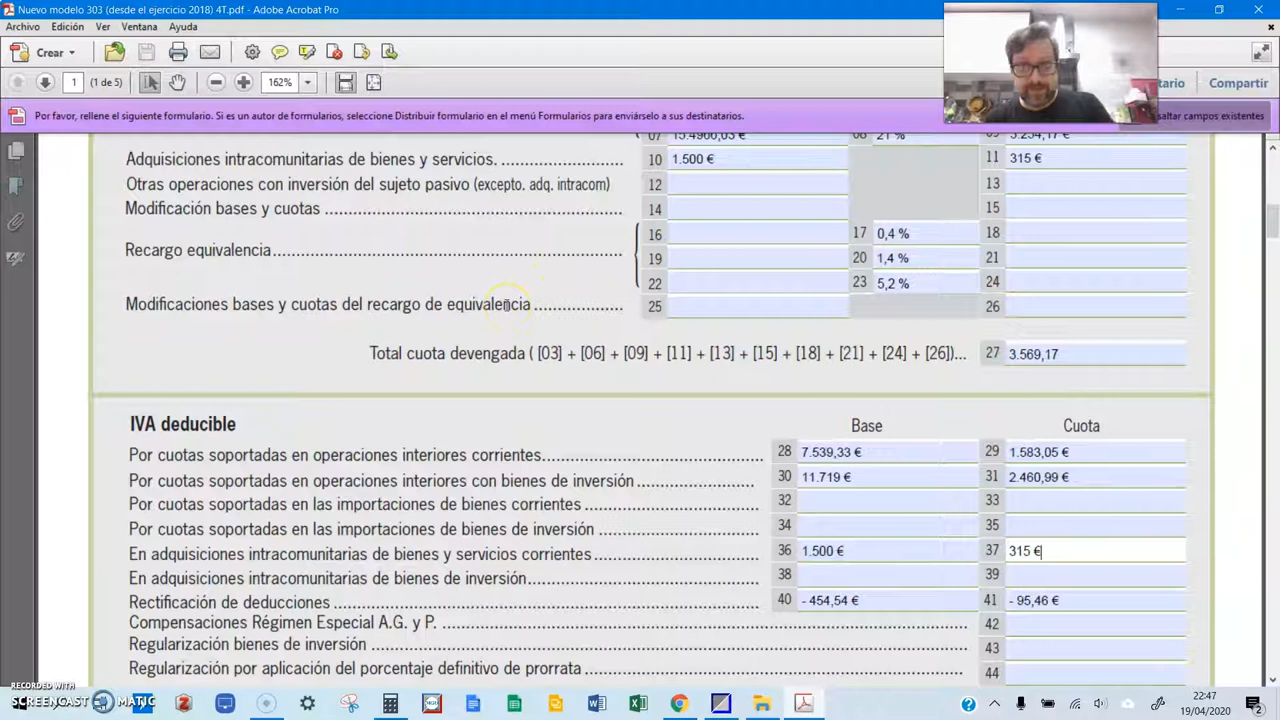 Nuevo modelo 303 (desde el ejercicio 2018) 4T.pdf - Adobe Acrobat Pro
Archivo Edición Ver Ventana Ayuda
Crear
1 (1 de 5) 162% Compartir
Por favor, rellene el siguiente formulario. Si es un autor de formularios, seleccione Distribuir formulario en el menú Formularios para enviárselo a sus destinatarios. saltar campos existentes
07 15.4966,03 € 08 21 % 09 3.254,17 €
Adquisiciones intracomunitarias de bienes y servicios. 10 1.500 € 11 315 €
Otras operaciones con inversión del sujeto pasivo (excepto. adq. intracom) 12 13
Modificación bases y cuotas 14 15
16 17 0,4 % 18
Recargo equivalencia 19 20 1,4 % 21
22 23 5,2 % 24
Modificaciones bases y cuotas del recargo de equivalencia 25 26
Total cuota devengada ( [03] + [06] + [09] + [11] + [13] + [15] + [18] + [21] + [24] + [26])... 27 3.569,17
IVA deducible Base Cuota
Por cuotas soportadas en operaciones interiores corrientes 28 7.539,33 € 29 1.583,05 €
Por cuotas soportadas en operaciones interiores con bienes de inversión 30 11.719 € 31 2.460,99 €
Por cuotas soportadas en las importaciones de bienes corrientes 32 33
Por cuotas soportadas en las importaciones de bienes de inversión 34 35
En adquisiciones intracomunitarias de bienes y servicios corrientes 36 1.500 € 37 315 €
En adquisiciones intracomunitarias de bienes de inversión 38 39
Rectificación de deducciones 40 - 454,54 € 41 - 95,46 €
Compensaciones Régimen Especial A.G. y P. 42
Regularización bienes de inversión 43
Regularización por aplicación del porcentaje definitivo de prorrata 44
RECORDED WITH
SCREENCAST MATIC
22:47
19/04/2020